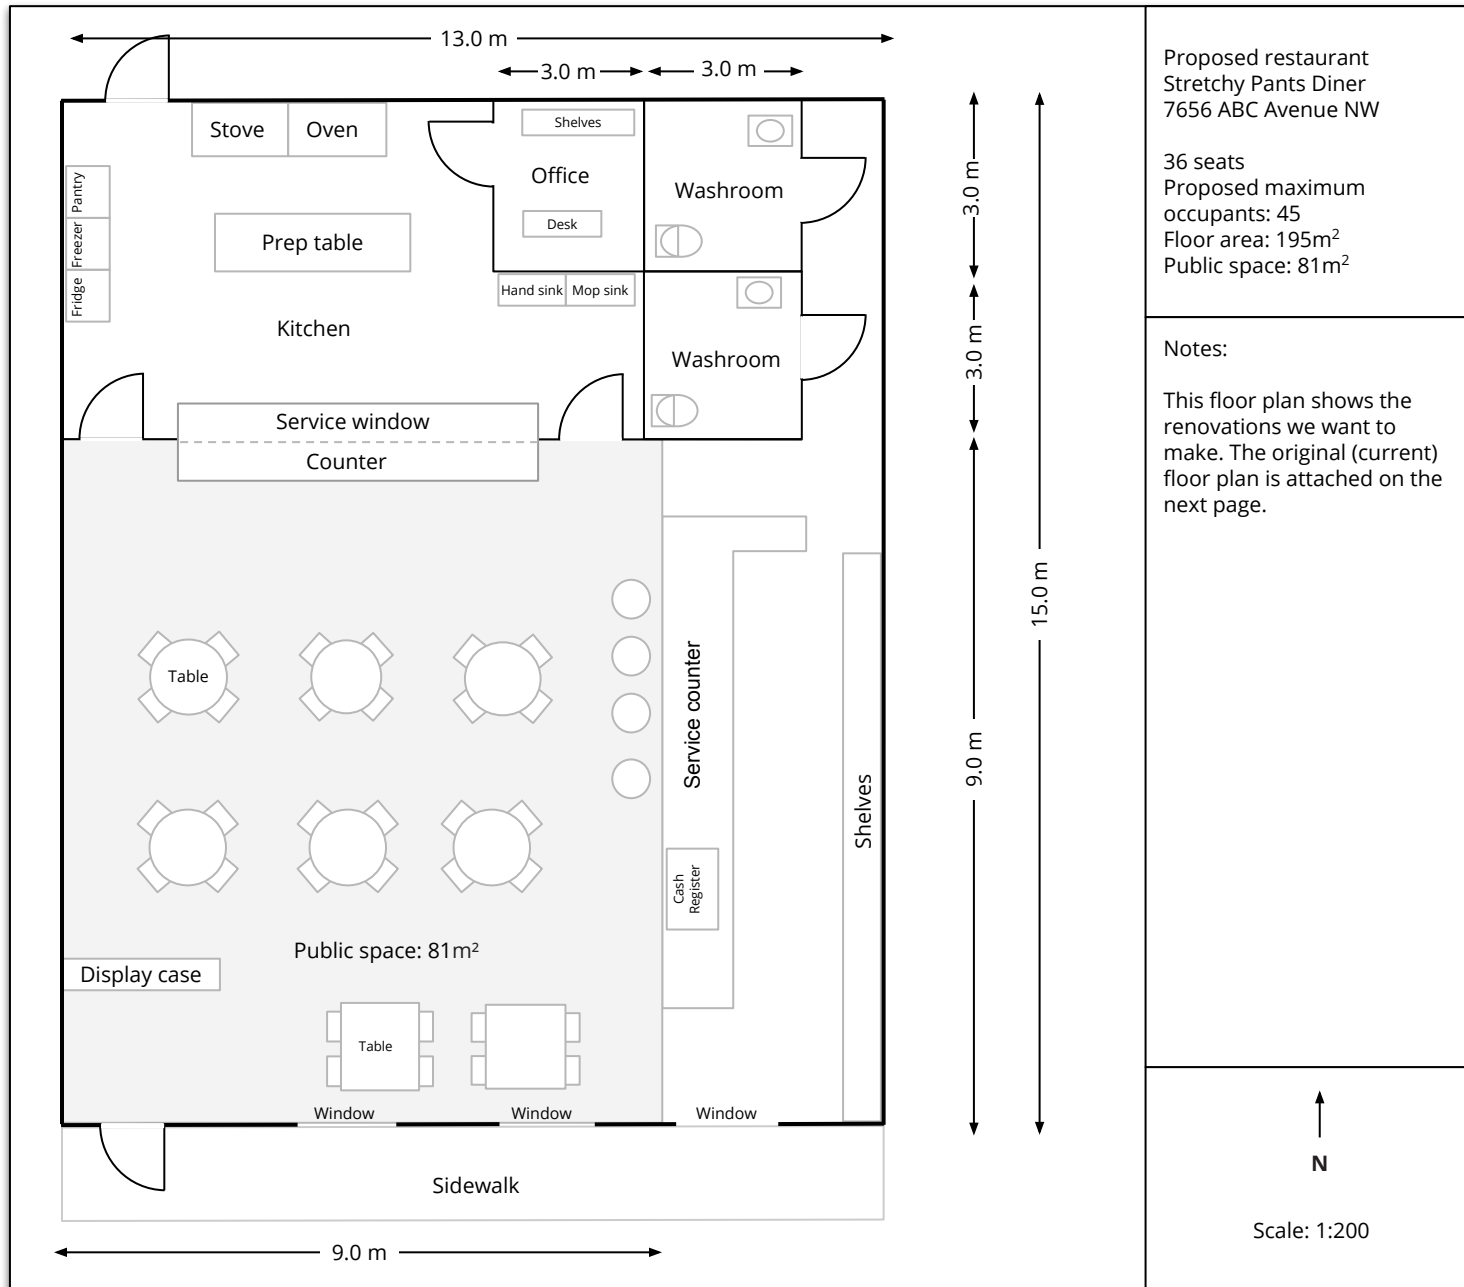 13.0 m
3.0 m
3.0 m
Stove
Oven
Shelves
Office
Desk
Washroom
Pantry
Freezer
Fridge
Prep table
Hand sink
Mop sink
Kitchen
Washroom
Service window
Counter
3.0 m
3.0 m
15.0 m
9.0 m
Table
Service counter
Shelves
Cash
Register
Public space: 81m²
Display case
Table
Window
Window
Window
Sidewalk
9.0 m
Proposed restaurant
Stretchy Pants Diner
7656 ABC Avenue NW
36 seats
Proposed maximum
occupants: 45
Floor area: 195m²
Public space: 81m²
Notes:
This floor plan shows the
renovations we want to
make. The original (current)
floor plan is attached on the
next page.
N
Scale: 1:200